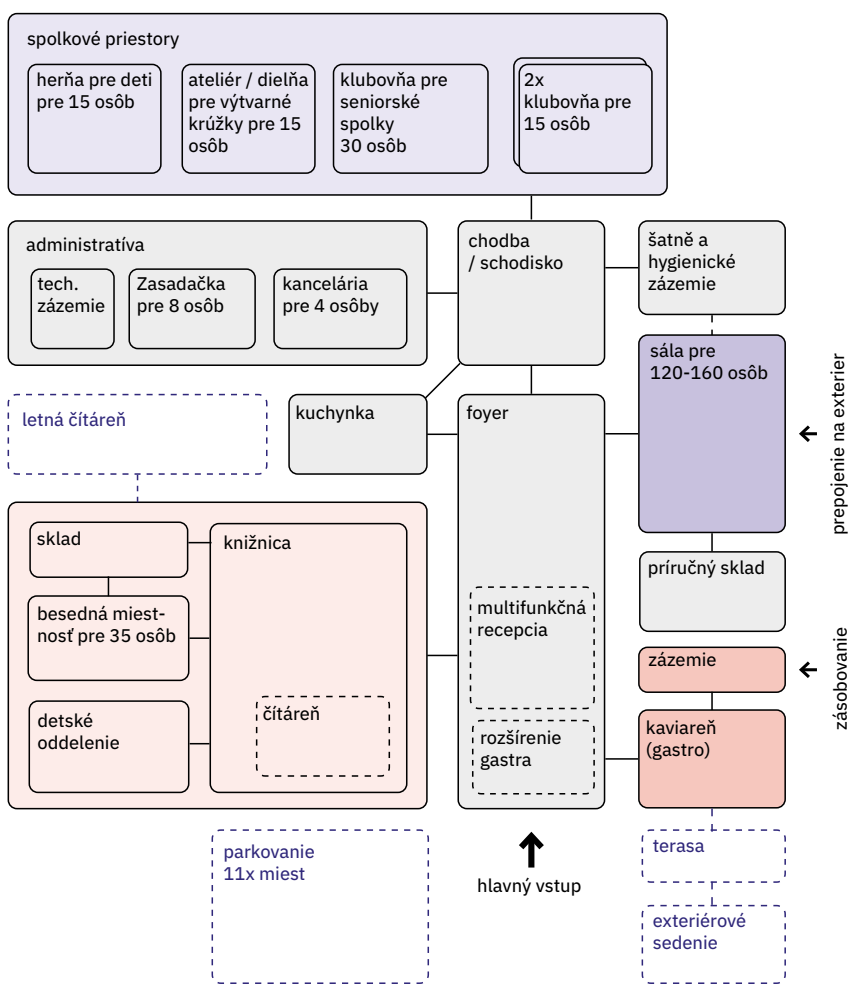 spolkové priestory
herňa pre deti
pre 15 osôb
ateliér / dielňa
pre výtvarné
krúžky pre 15
osôb
klubovňa pre
seniorské
spolky
30 osôb
2x
klubovňa pre
15 osôb
administratíva
tech.
zázemie
Zasadačka
pre 8 osôb
kancelária
pre 4 osôby
chodba
/ schodisko
šatně a
hygienické
zázemie
sála pre
120-160 osôb
prepojenie na exterier
letná čítáreň
kuchynka
foyer
sklad
knižnica
besedná miest-
nosť pre 35 osôb
detské
oddelenie
čítáreň
multifunkčná
recepcia
rozšírenie
gastra
príručný sklad
zázemie
zásobovanie
kaviareň
(gastro)
parkovanie
11x miest
hlavný vstup
terasa
exteriérové
sedenie